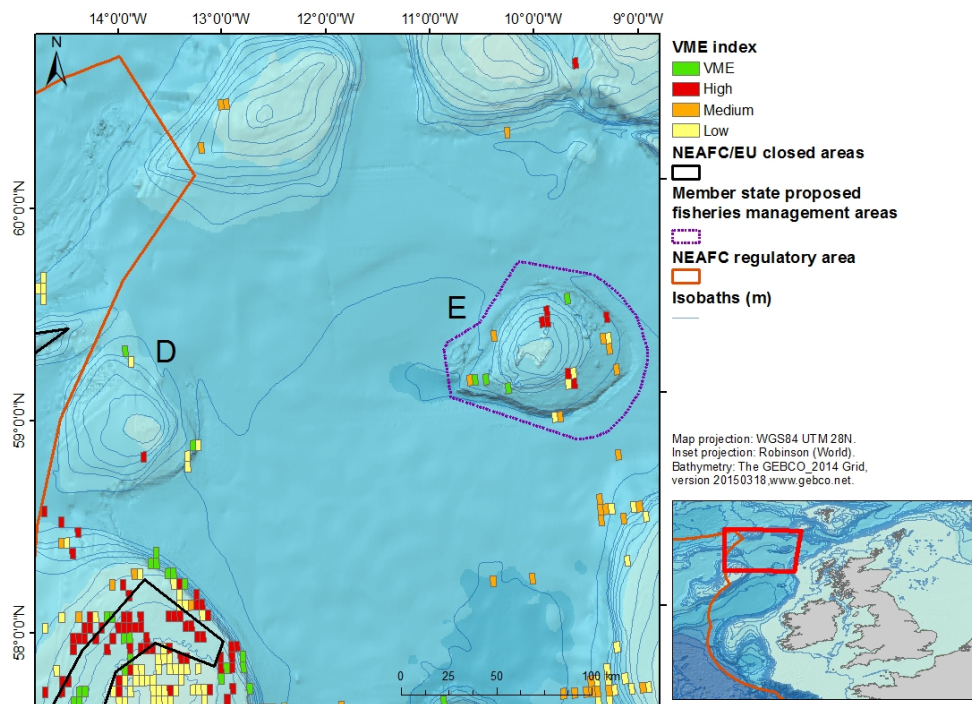 14°0'0"W 13°0'0"W 12°0'0"W 11°0'0"W 10°0'0"W 9°0'0"W
N
60°0'0"N
59°0'0"N
58°0'0"N
E
D
0 25 50 100 km
VME index
VME
High
Medium
Low
NEAFC/EU closed areas
Member state proposed
fisheries management areas
NEAFC regulatory area
Isobaths (m)
Map projection: WGS84 UTM 28N.
Inset projection: Robinson (World).
Bathymetry: The GEBCO_2014 Grid,
version 20150318,www.gebco.net.